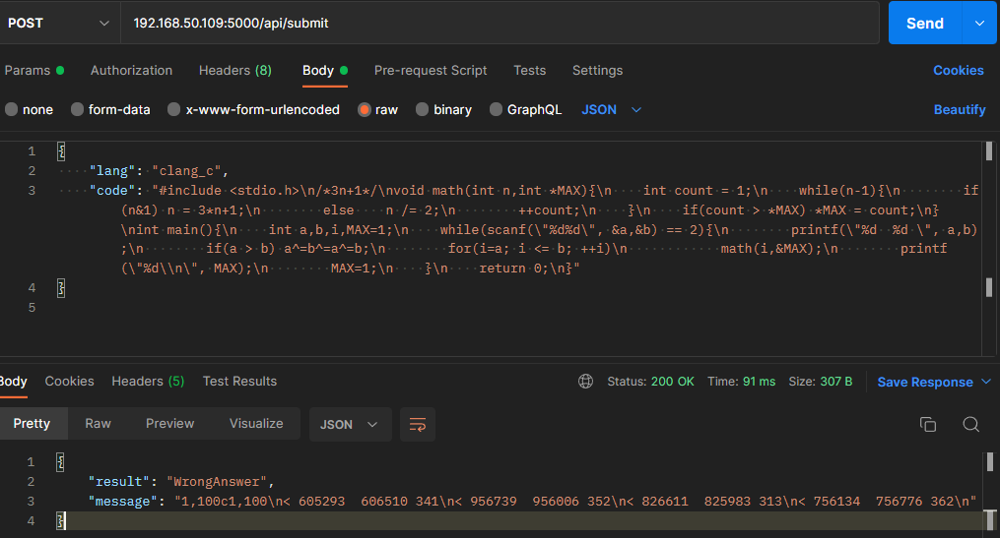 POST 192.168.50.109:5000/api/submit Send
Params Authorization Headers (8) Body Pre-request Script Tests Settings Cookies
none form-data x-www-form-urlencoded raw binary GraphQL JSON Beautify
1 {
2 ····"lang": "clang_c",
3 ····"code": "#include <stdio.h>\n/*3n+1*/\nvoid math(int n,int *MAX){\n····int count = 1;\n····while(n-1){\n········if
(n&1) n = 3*n+1;\n········else····n /= 2;\n········++count;\n····}\n····if(count > *MAX) *MAX = count;\n}
\nint main(){\n····int a,b,i,MAX=1;\n····while(scanf(\"%d%d\", &a,&b) == 2){\n········printf(\"%d··%d \", a,b)
;\n········if(a > b) a^=b^=a^=b;\n········for(i=a; i <= b; ++i)\n············math(i,&MAX);\n········printf
(\"%d\\n\", MAX);\n········MAX=1;\n····}\n····return 0;\n}"
4 }
5
Body Cookies Headers (5) Test Results Status: 200 OK Time: 91 ms Size: 307 B Save Response
Pretty Raw Preview Visualize JSON
1 {
2 "result": "WrongAnswer",
3 "message": "1,100c1,100\n< 605293  606510 341\n< 956739  956006 352\n< 826611  825983 313\n< 756134  756776 362\n"
4 }